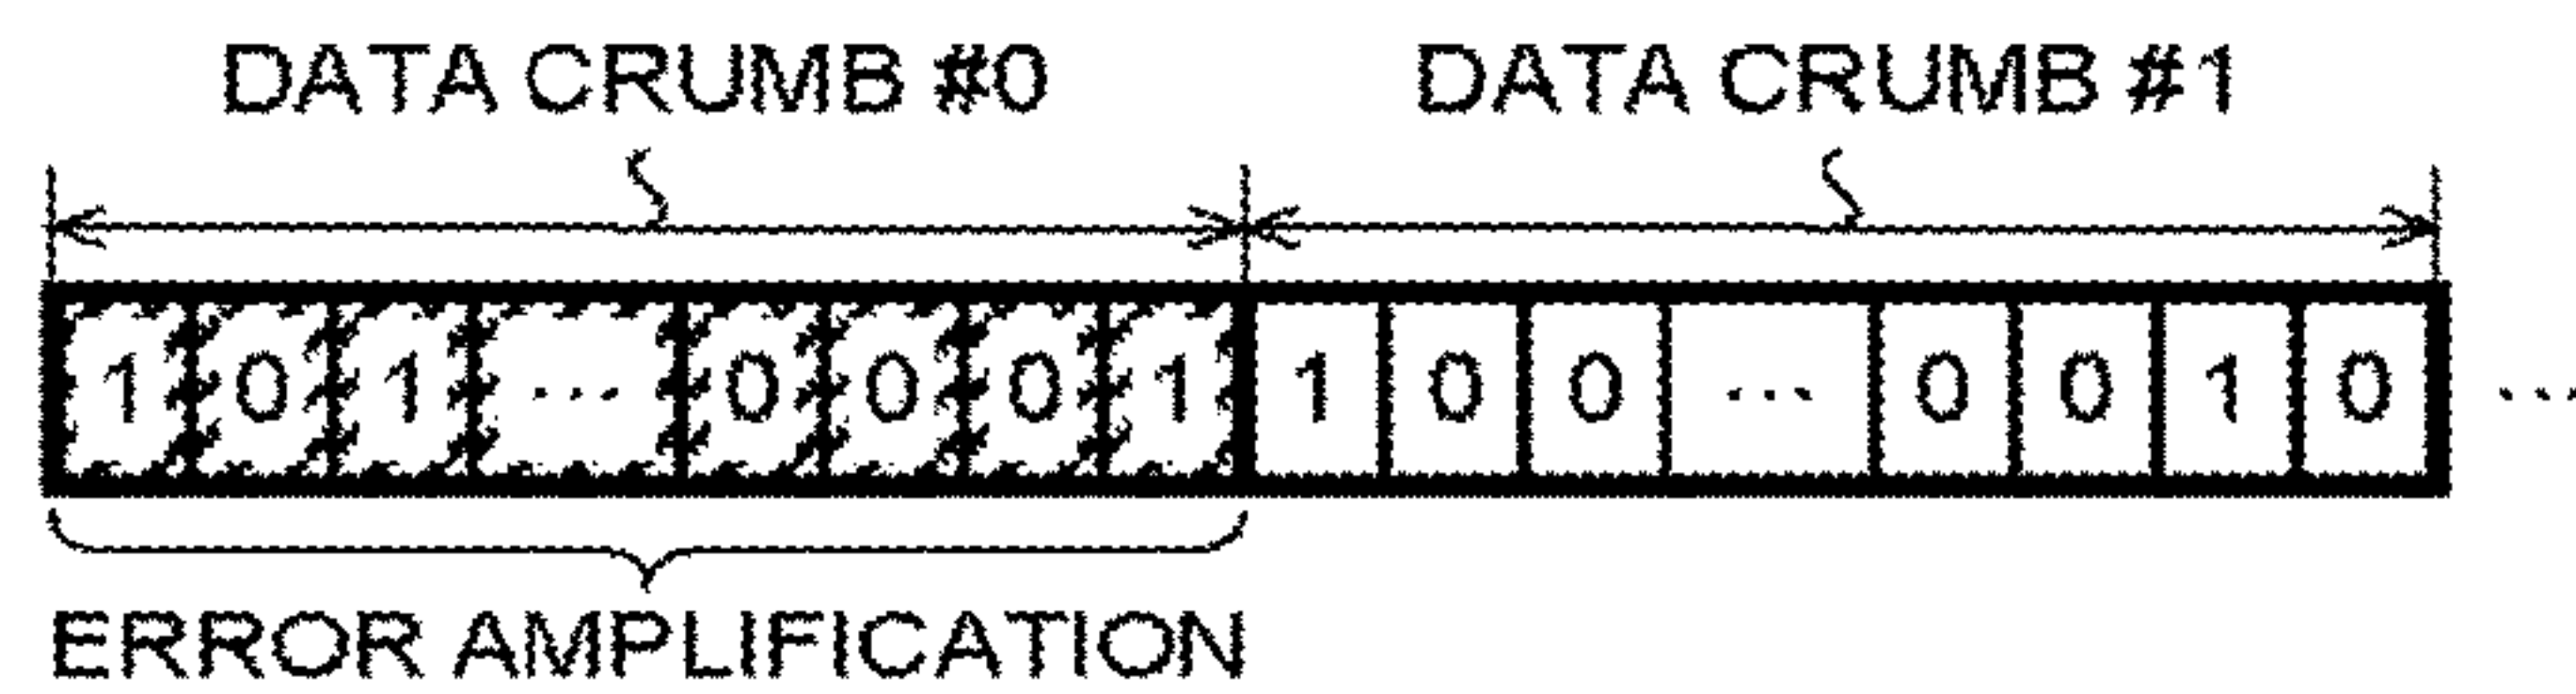 DATA CRUMB #0 DATA CRUMB #1
1 0 1 ... 0 0 0 1 1 0 0 ... 0 0 1 0 ...
ERROR AMPLIFICATION